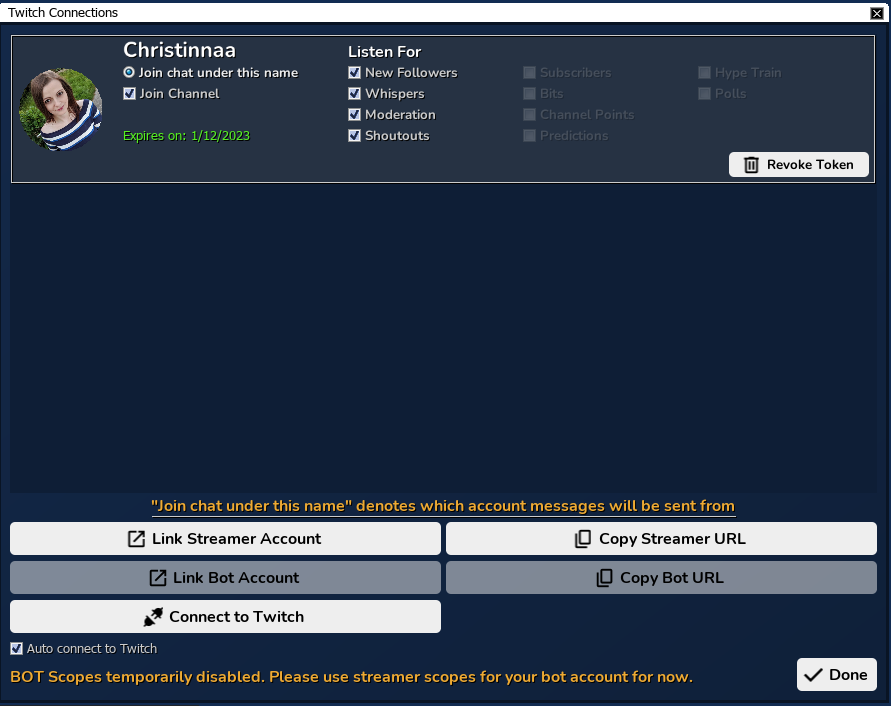 Twitch Connections
Christinnaa
Join chat under this name
Join Channel
Expires on: 1/12/2023
Listen For
New Followers
Whispers
Moderation
Shoutouts
Subscribers
Bits
Channel Points
Predictions
Hype Train
Polls
Revoke Token
"Join chat under this name" denotes which account messages will be sent from
Link Streamer Account
Copy Streamer URL
Link Bot Account
Copy Bot URL
Connect to Twitch
Auto connect to Twitch
BOT Scopes temporarily disabled. Please use streamer scopes for your bot account for now.
Done